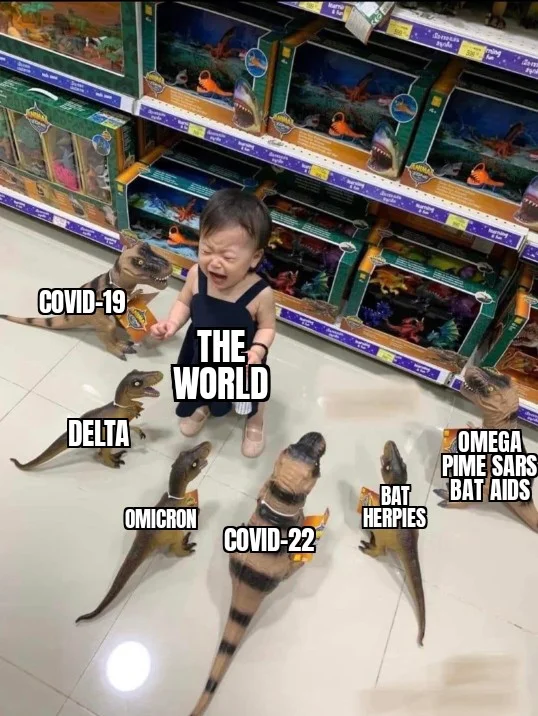 COVID-19
THE
WORLD
DELTA
OMEGA
PIME SARS
BAT AIDS
BAT
HERPIES
OMICRON
COVID-22